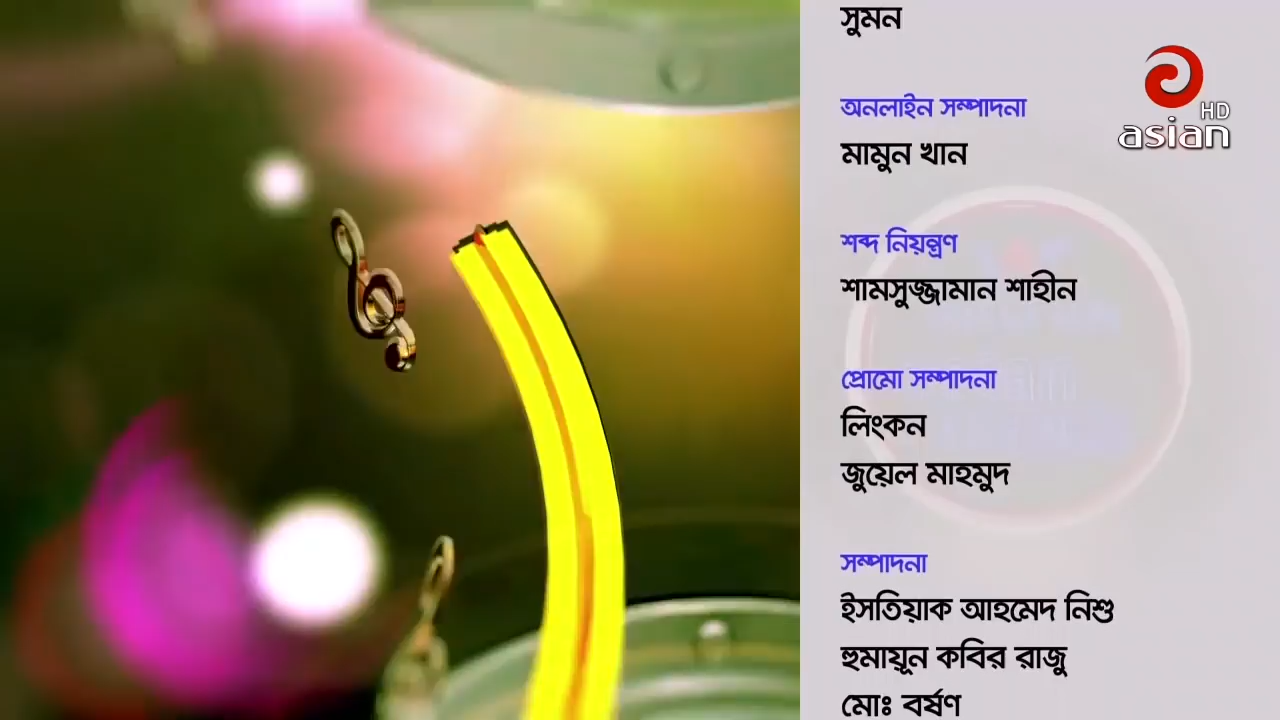 সুমন
অনলাইন সম্পাদনা
মামুন খান
শব্দ নিয়ন্ত্রণ
শামসুজ্জামান শাহীন
প্রোমো সম্পাদনা
লিংকন
জুয়েল মাহমুদ
সম্পাদনা
ইসতিয়াক আহমেদ নিশু
হুমায়ূন কবির রাজু
মোঃ বর্ষণ
HD
asian